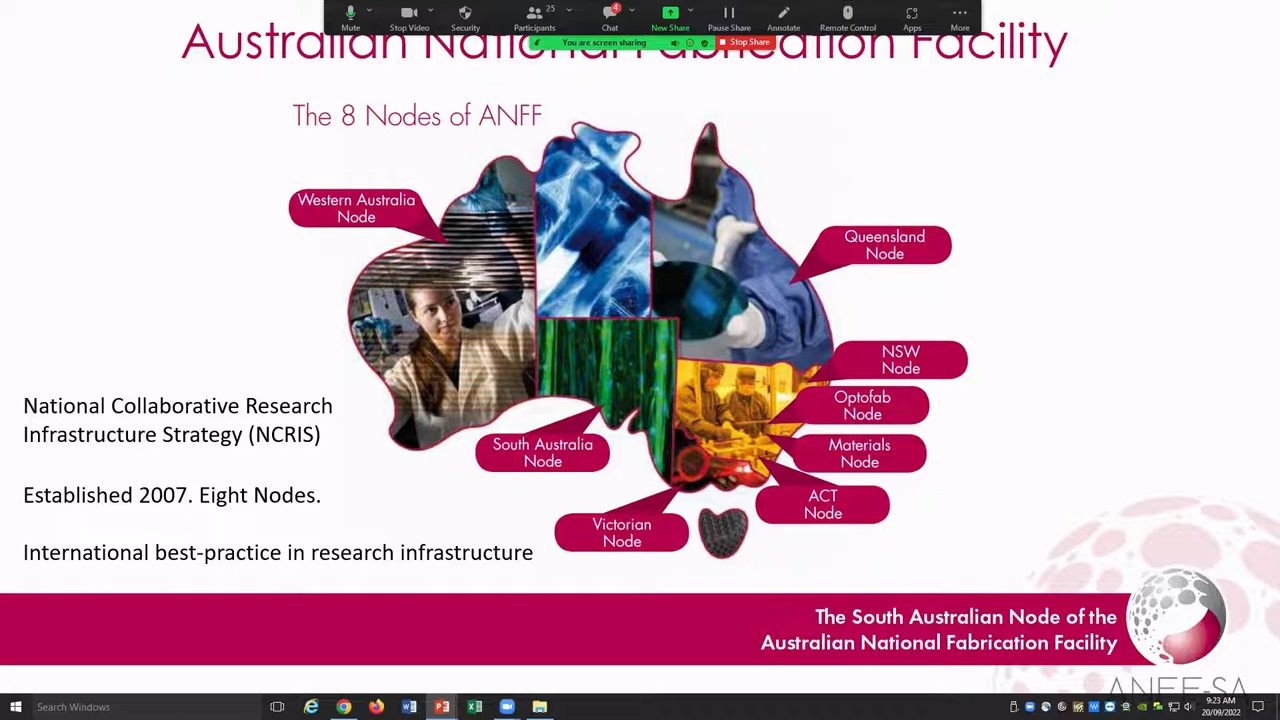 Mute
Stop Video
Security
25
Participants
4
Chat
New Share
Pause Share
Annotate
Remote Control
Apps
More
You are screen sharing
Stop Share
Australian National Fabrication Facility
The 8 Nodes of ANFF
Western Australia
Node
Queensland
Node
NSW
Node
Optofab
Node
Materials
Node
ACT
Node
South Australia
Node
Victorian
Node
National Collaborative Research
Infrastructure Strategy (NCRIS)
Established 2007. Eight Nodes.
International best-practice in research infrastructure
The South Australian Node of the
Australian National Fabrication Facility
ANFF-SA
Search Windows
9:23 AM
20/09/2022